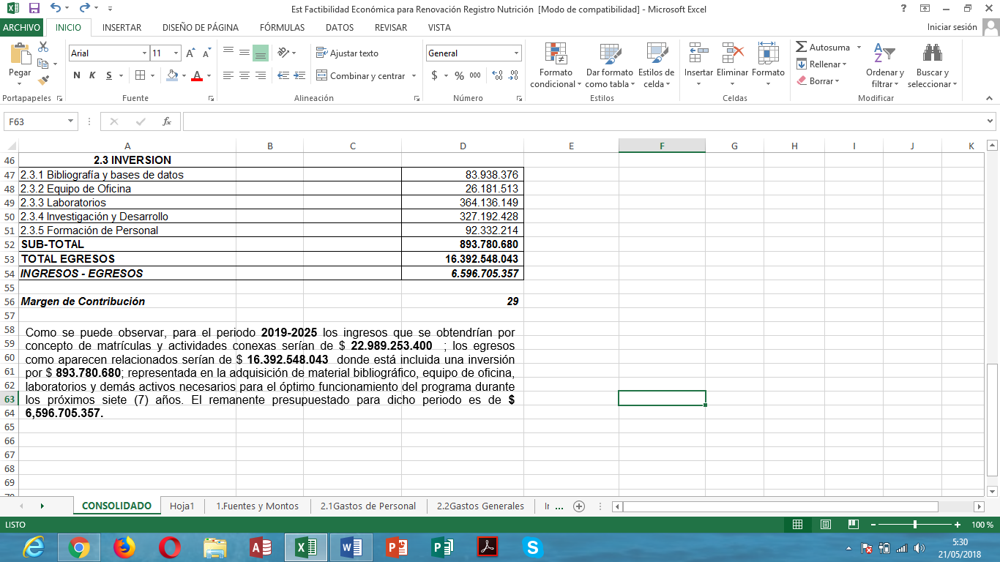 Est Factibilidad Económica para Renovación Registro Nutrición [Modo de compatibilidad] - Microsoft Excel
ARCHIVO INICIO INSERTAR DISEÑO DE PÁGINA FÓRMULAS DATOS REVISAR VISTA Iniciar sesión
Pegar
Arial 11
N K S
Ajustar texto
Combinar y centrar
General
$ % 000
Formato condicional
Dar formato como tabla
Estilos de celda
Insertar Eliminar Formato
Autosuma
Rellenar
Borrar
Ordenar y filtrar
Buscar y seleccionar
Portapapeles Fuente Alineación Número Estilos Celdas Modificar
F63 fx
A B C D E F G H I J K
46 2.3 INVERSION
47 2.3.1 Bibliografía y bases de datos 83.938.376
48 2.3.2 Equipo de Oficina 26.181.513
49 2.3.3 Laboratorios 364.136.149
50 2.3.4 Investigación y Desarrollo 327.192.428
51 2.3.5 Formación de Personal 92.332.214
52 SUB-TOTAL 893.780.680
53 TOTAL EGRESOS 16.392.548.043
54 INGRESOS - EGRESOS 6.596.705.357
55
56 Margen de Contribución 29
57
58 Como se puede observar, para el periodo 2019-2025 los ingresos que se obtendrían por
59 concepto de matrículas y actividades conexas serían de $ 22.989.253.400 ; los egresos
60 como aparecen relacionados serían de $ 16.392.548.043 donde está incluida una inversión
61 por $ 893.780.680; representada en la adquisición de material bibliográfico, equipo de oficina,
62 laboratorios y demás activos necesarios para el óptimo funcionamiento del programa durante
63 los próximos siete (7) años. El remanente presupuestado para dicho periodo es de $
64 6,596.705.357.
65
66
67
68
69
CONSOLIDADO Hoja1 1.Fuentes y Montos 2.1Gastos de Personal 2.2Gastos Generales Ir ...
LISTO 100 %
5:30
21/05/2018